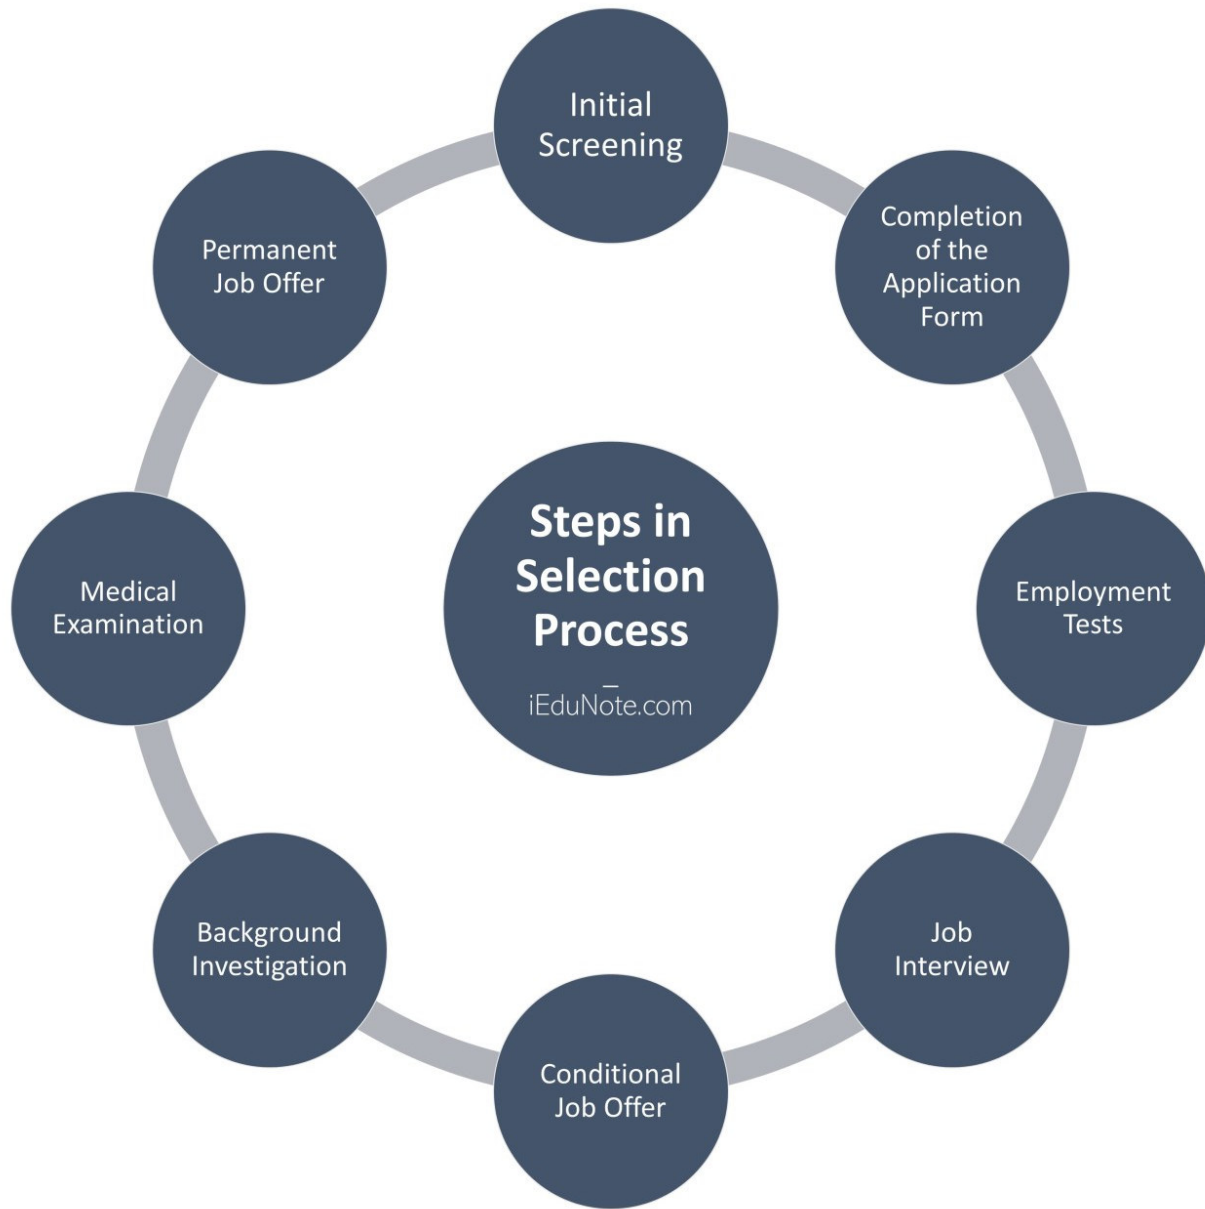 Initial
Screening
Completion
of the
Application
Form
Employment
Tests
Job
Interview
Conditional
Job Offer
Background
Investigation
Medical
Examination
Permanent
Job Offer
Steps in
Selection
Process
–
iEduNote.com